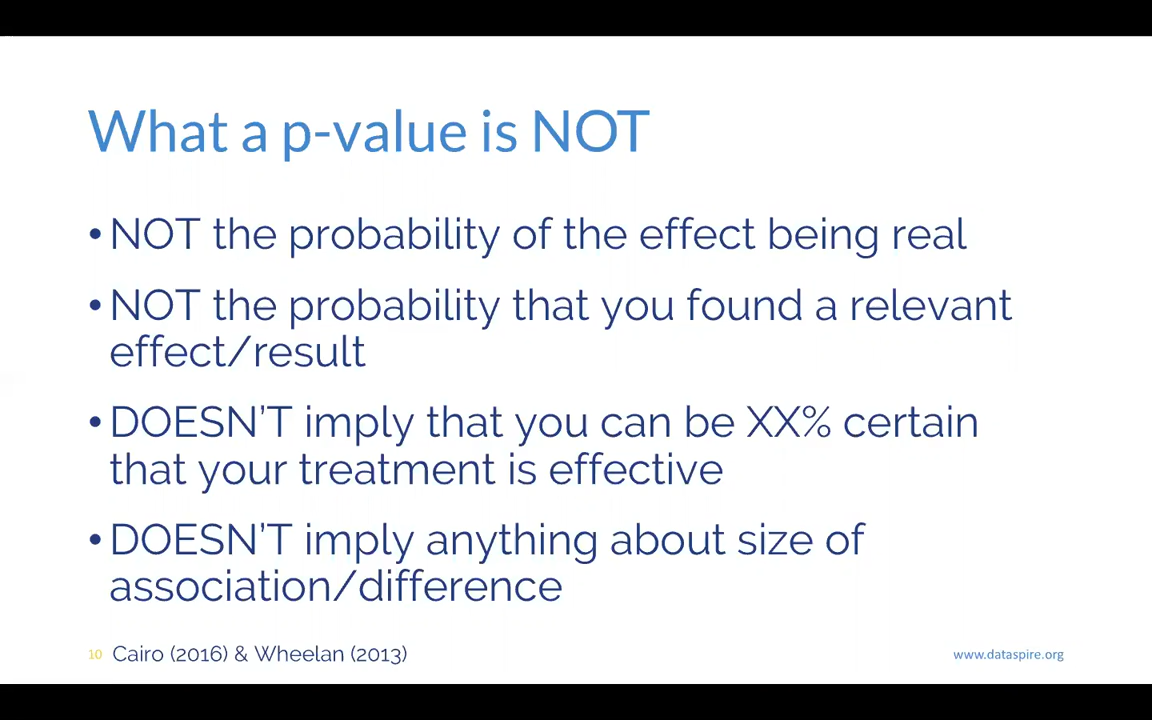 What a p-value is NOT
•NOT the probability of the effect being real
•NOT the probability that you found a relevant
effect/result
•DOESN’T imply that you can be XX% certain
that your treatment is effective
•DOESN’T imply anything about size of
association/difference
10 Cairo (2016) & Wheelan (2013)
www.dataspire.org